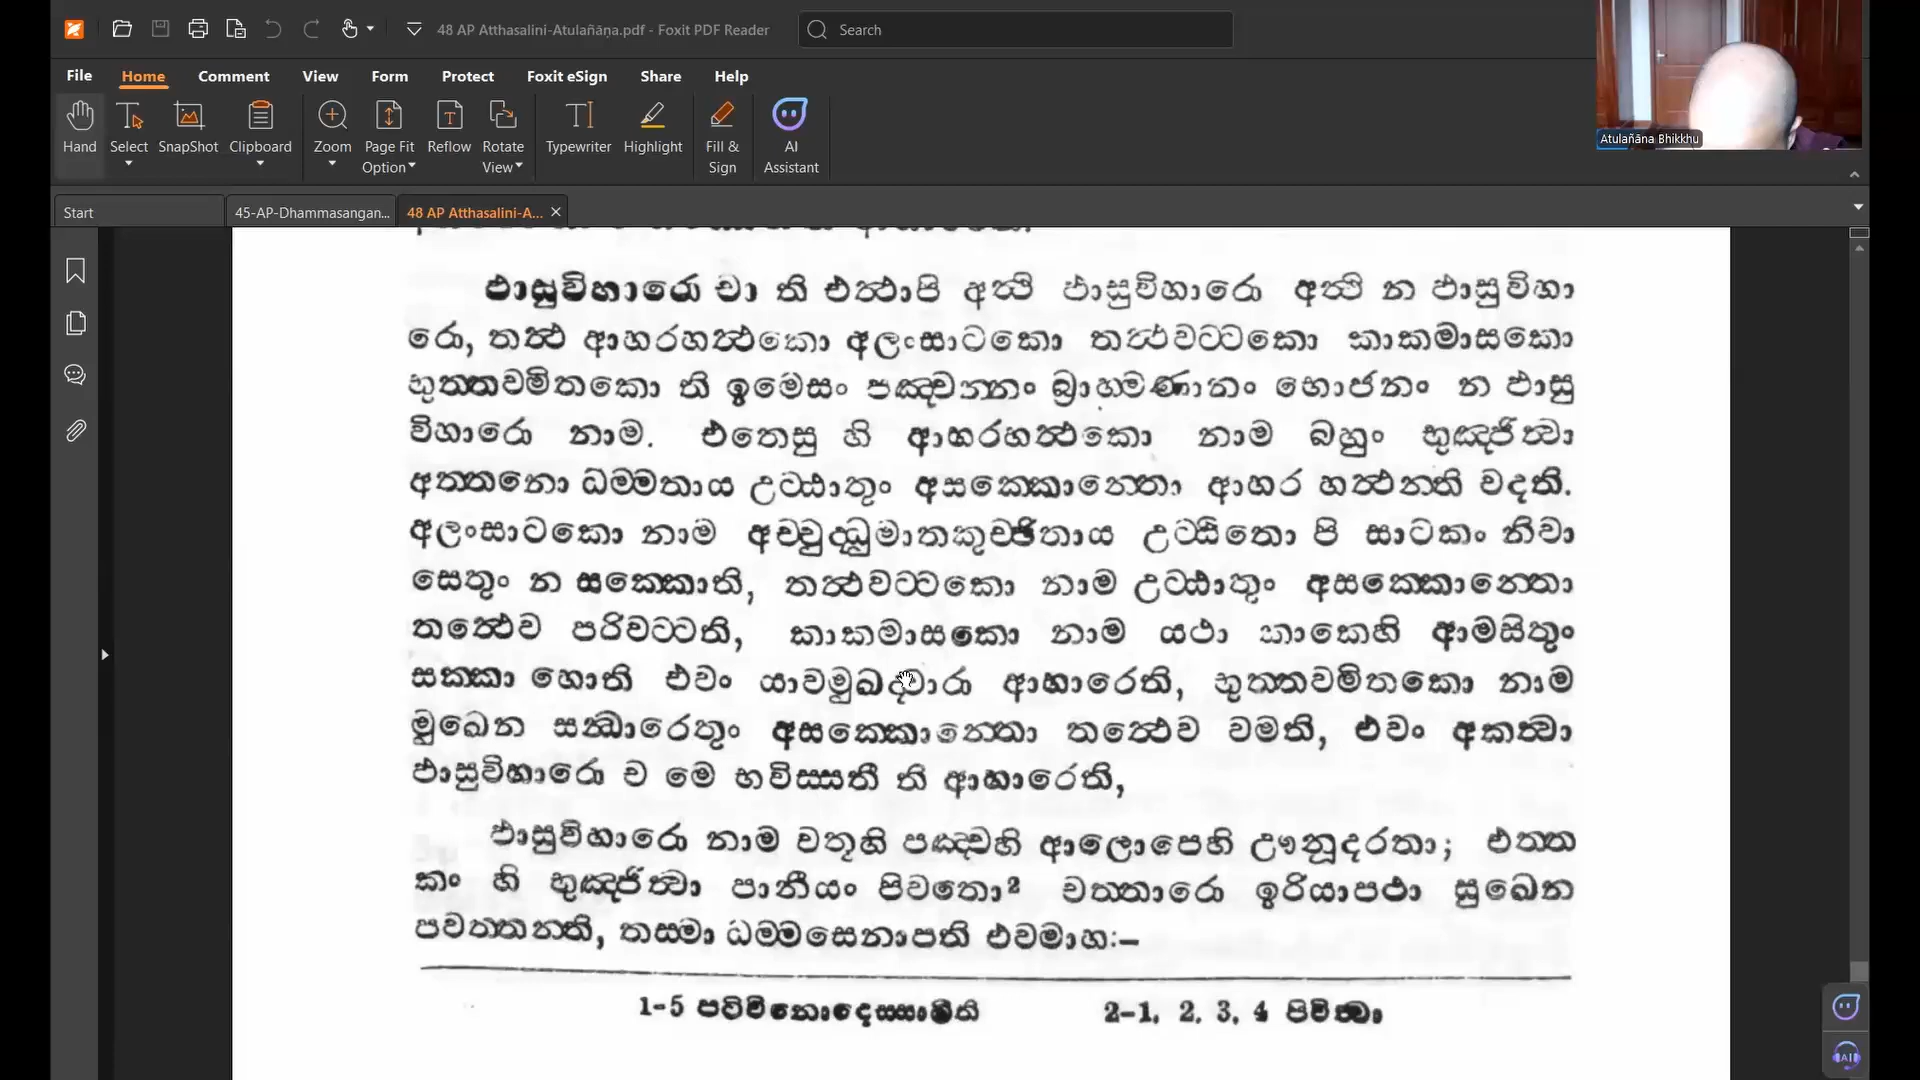 48 AP Atthasalini-Atulañāṇa.pdf - Foxit PDF Reader
Search
File Home Comment View Form Protect Foxit eSign Share Help
Hand Select SnapShot Clipboard Zoom Page Fit Option Reflow Rotate View Typewriter Highlight Fill & Sign AI Assistant
Atulañāna Bhikkhu
Start 45-AP-Dhammasangan... 48 AP Atthasalini-A...
ඵාසුවිහාරො චා ති එත්‍ථාපි අත්‍ථි ඵාසුවිහාරො අත්‍ථි න ඵාසුවිහා
රො, තත්‍ථ ආහරහත්‍ථකො අලංසාටකො තත්‍ථවට්ටකො කාකමාසකො
භුත්තවමිතකො ති ඉමෙසං පඤ්චන්නං බ්‍රාහ්මණානං භොජනං න ඵාසු
විහාරො නාම. එතෙසු හි ආහරහත්‍ථකො නාම බහුං භුඤ්ජිත්‍වා
අත්තනො ධම්මතාය උට්ඨාතුං අසක්කොන්තො ආහර හත්‍ථන්ති වදති.
අලංසාටකො නාම අච්චුද්ධුමාතකුච්ඡිතාය උට්ඨිතො පි සාටකං නිවා
සෙතුං න සක්කොති, තත්‍ථවට්ටකො නාම උට්ඨාතුං අසක්කොන්තො
තත්‍ථෙව පරිවට්ටති, කාකමාසකො නාම යථා කාකෙහි ආමසිතුං
සක්කා හොති එවං යාවමුඛද්‍වාරා ආහාරෙති, භුත්තවමිතකො නාම
මුඛෙන සන්ධාරෙතුං අසක්කොන්තො තත්‍ථෙව වමති, එවං අකත්‍වා
ඵාසුවිහාරො ච මෙ භවිස්සතී ති ආහාරෙති,
ඵාසුවිහාරො නාම චතූහි පඤ්චහි ආලොපෙහි ඌනූදරතා; එත්ත
කං හි භුඤ්ජිත්‍වා පානීයං පිවතො² චත්තාරො ඉරියාපථා සුඛෙන
පවත්තන්ති, තස්මා ධම්මසෙනාපති එවමාහ:–
2-1, 2, 3, 4 පිවිත්‍වා